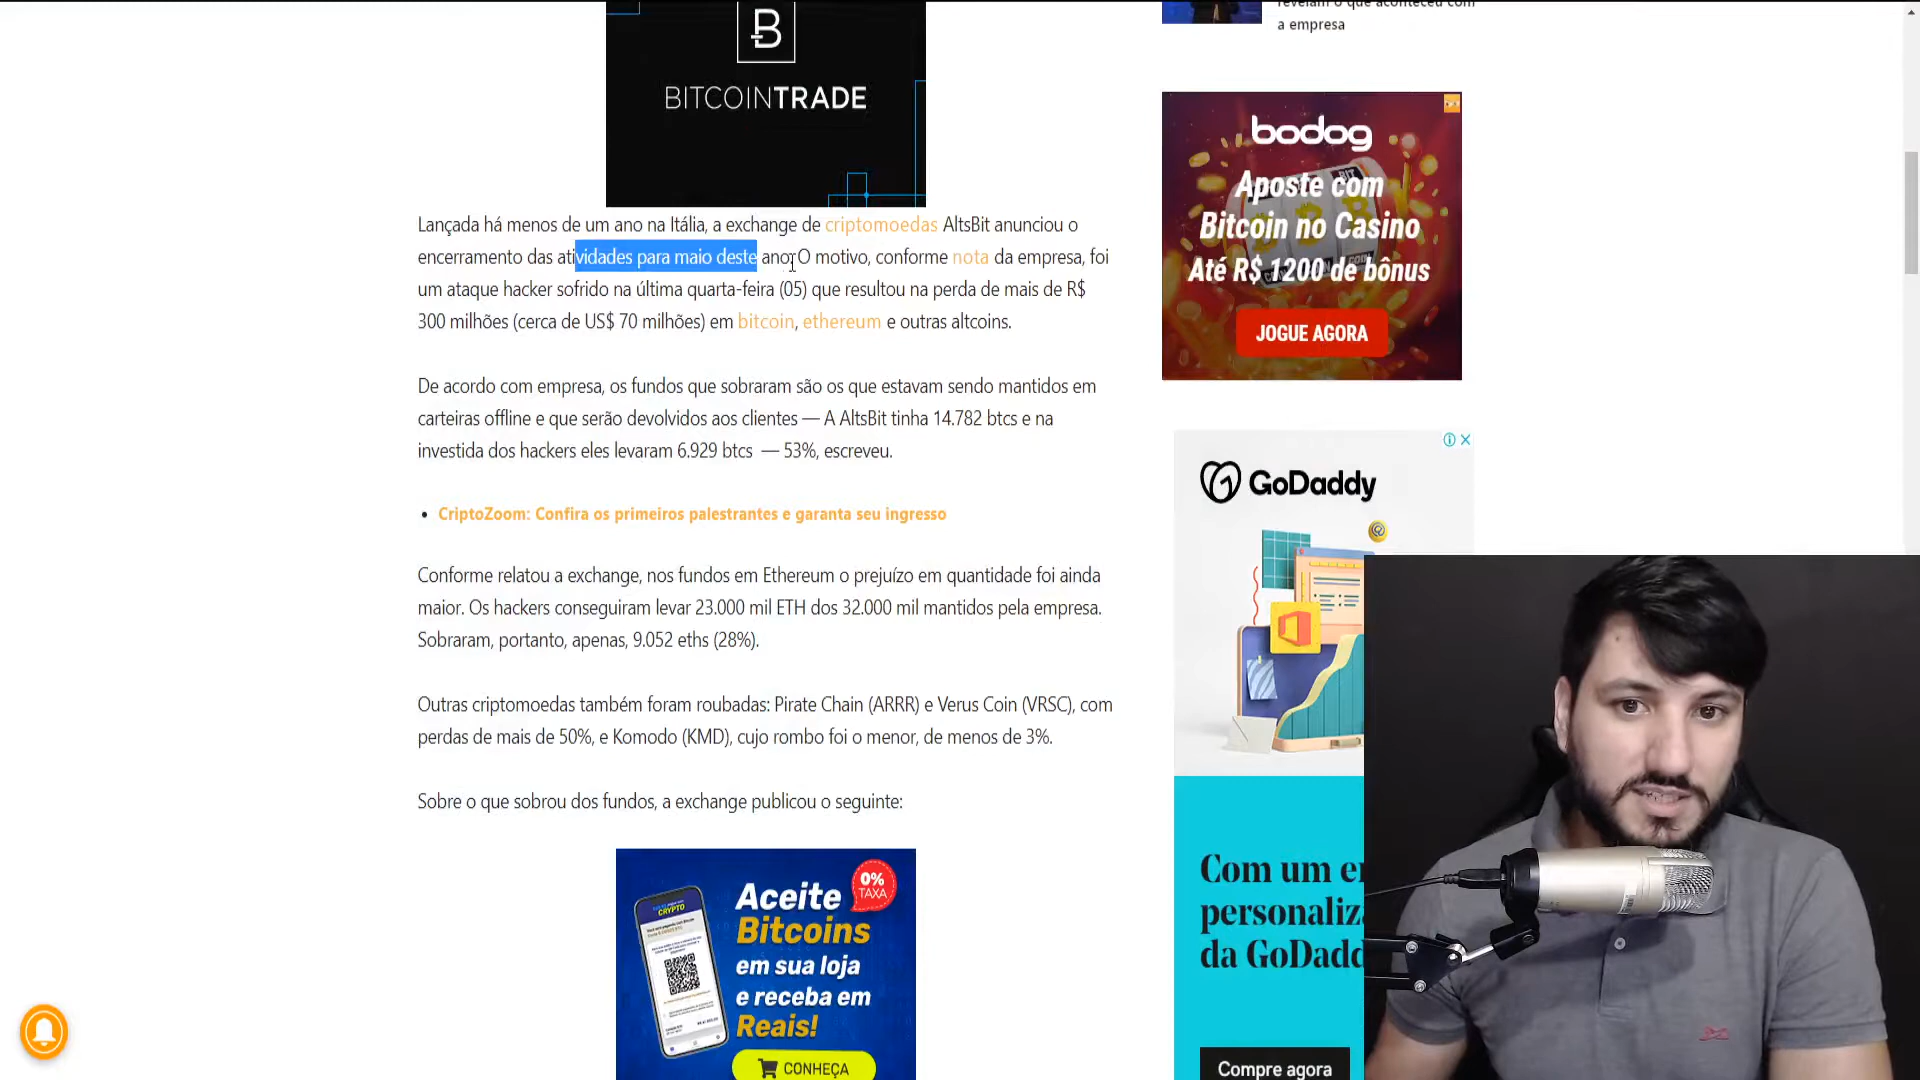 revelam o que aconteceu com
a empresa
BITCOINTRADE
Lançada há menos de um ano na Itália, a exchange de criptomoedas AltsBit anunciou o
encerramento das atividades para maio deste ano. O motivo, conforme nota da empresa, foi
um ataque hacker sofrido na última quarta-feira (05) que resultou na perda de mais de R$
300 milhões (cerca de US$ 70 milhões) em bitcoin, ethereum e outras altcoins.
De acordo com empresa, os fundos que sobraram são os que estavam sendo mantidos em
carteiras offline e que serão devolvidos aos clientes — A AltsBit tinha 14.782 btcs e na
investida dos hackers eles levaram 6.929 btcs — 53%, escreveu.
• CriptoZoom: Confira os primeiros palestrantes e garanta seu ingresso
Conforme relatou a exchange, nos fundos em Ethereum o prejuízo em quantidade foi ainda
maior. Os hackers conseguiram levar 23.000 mil ETH dos 32.000 mil mantidos pela empresa.
Sobraram, portanto, apenas, 9.052 eths (28%).
Outras criptomoedas também foram roubadas: Pirate Chain (ARRR) e Verus Coin (VRSC), com
perdas de mais de 50%, e Komodo (KMD), cujo rombo foi o menor, de menos de 3%.
Sobre o que sobrou dos fundos, a exchange publicou o seguinte:
Aceite
Bitcoins
em sua loja
e receba em
Reais!
0%
TAXA
CRYPTO
CONHEÇA
bodog
Aposte com
Bitcoin no Casino
Até R$ 1200 de bônus
JOGUE AGORA
GoDaddy
Com um e
personaliz
da GoDadd
Compre agora